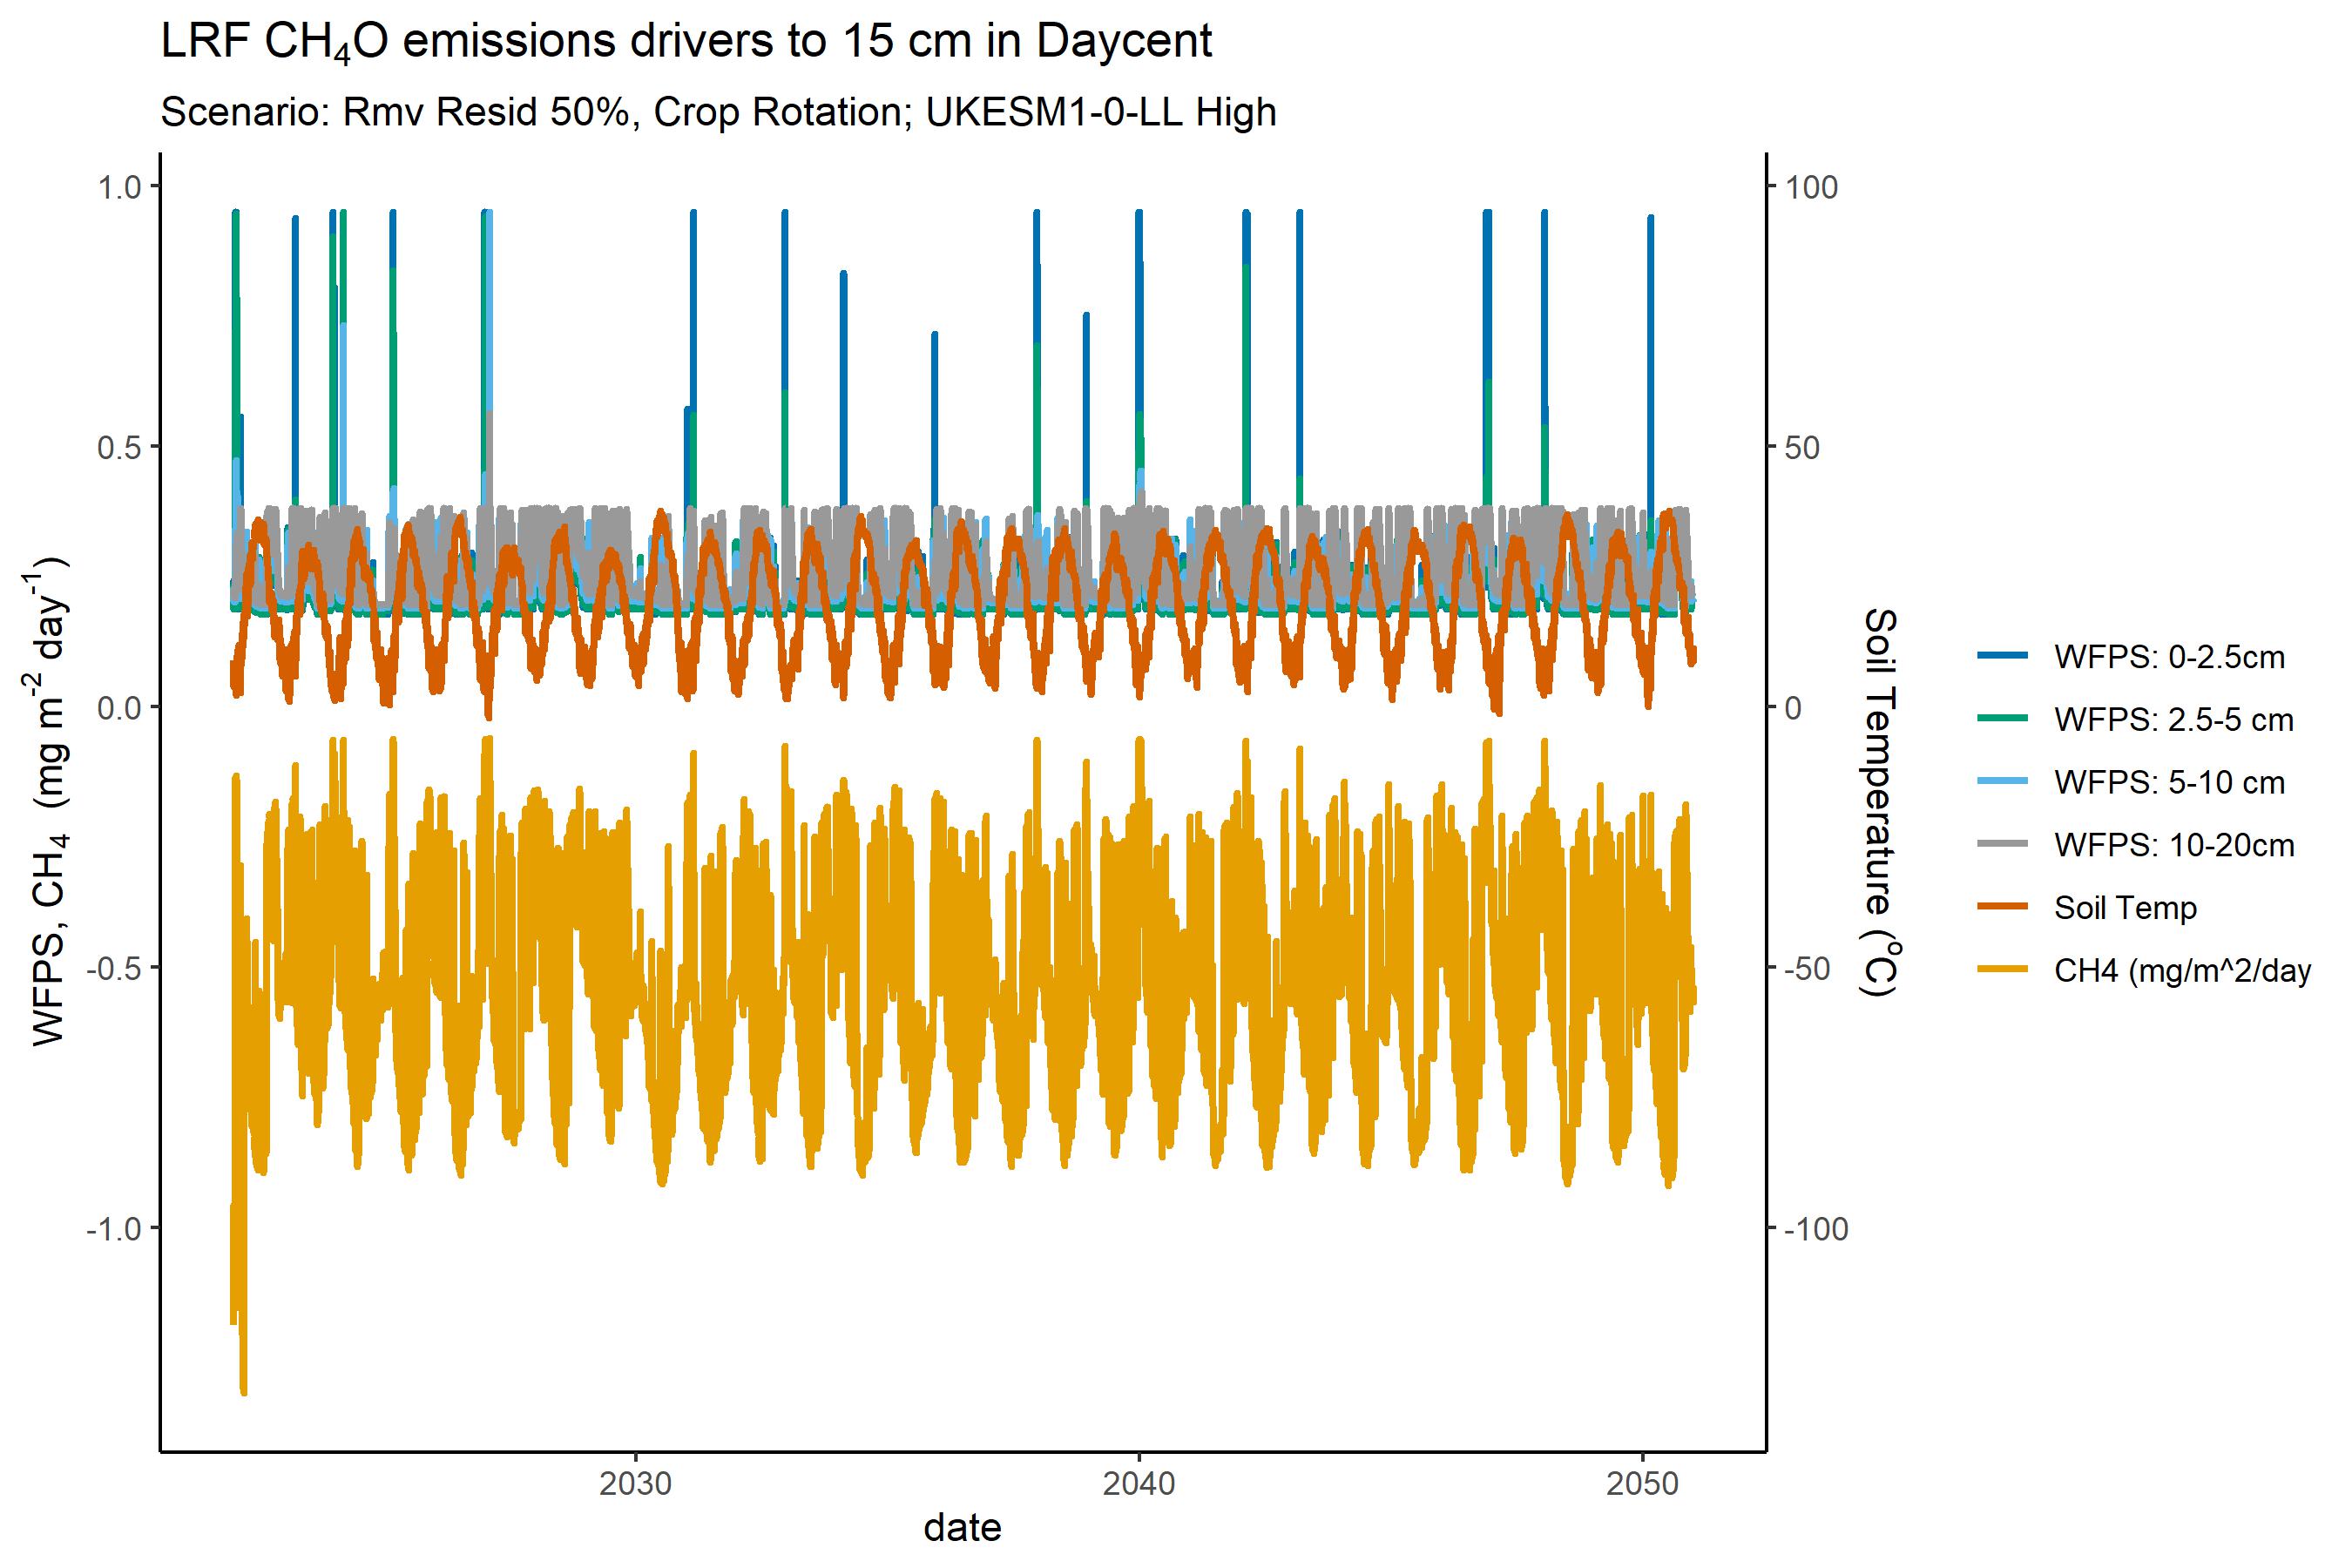 LRF CH₄O emissions drivers to 15 cm in Daycent
Scenario: Rmv Resid 50%, Crop Rotation; UKESM1-0-LL High
WFPS, CH₄ (mg m⁻² day⁻¹)
1.0
0.5
0.0
-0.5
-1.0
100
50
0
-50
-100
Soil Temperature (°C)
2030
2040
2050
date
WFPS: 0-2.5cm
WFPS: 2.5-5 cm
WFPS: 5-10 cm
WFPS: 10-20cm
Soil Temp
CH4 (mg/m^2/day